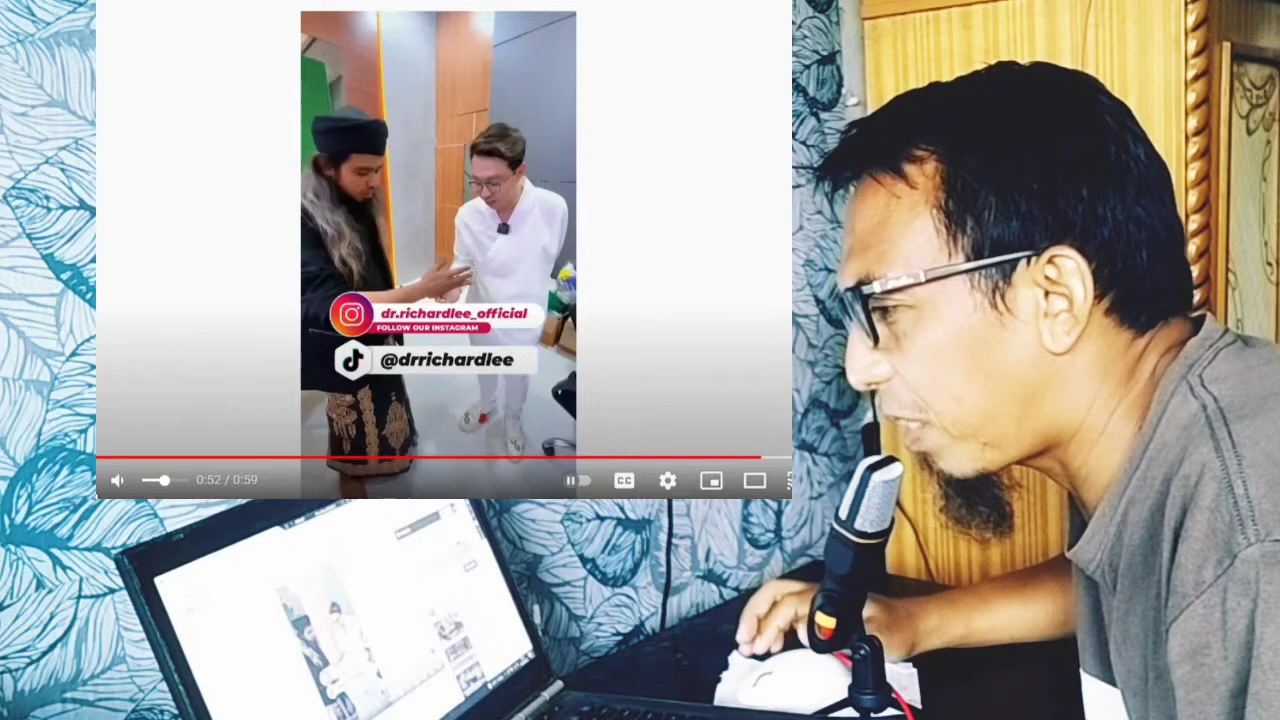 dr.richardlee_official
FOLLOW OUR INSTAGRAM
@drrichardlee
0:52 / 0:59
CC